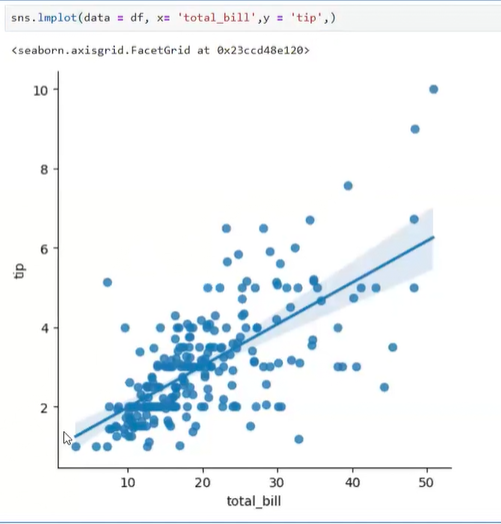 sns.lmplot(data = df, x= 'total_bill',y = 'tip',)
<seaborn.axisgrid.FacetGrid at 0x23ccd48e120>
10
8
6
4
2
tip
10 20 30 40 50
total_bill